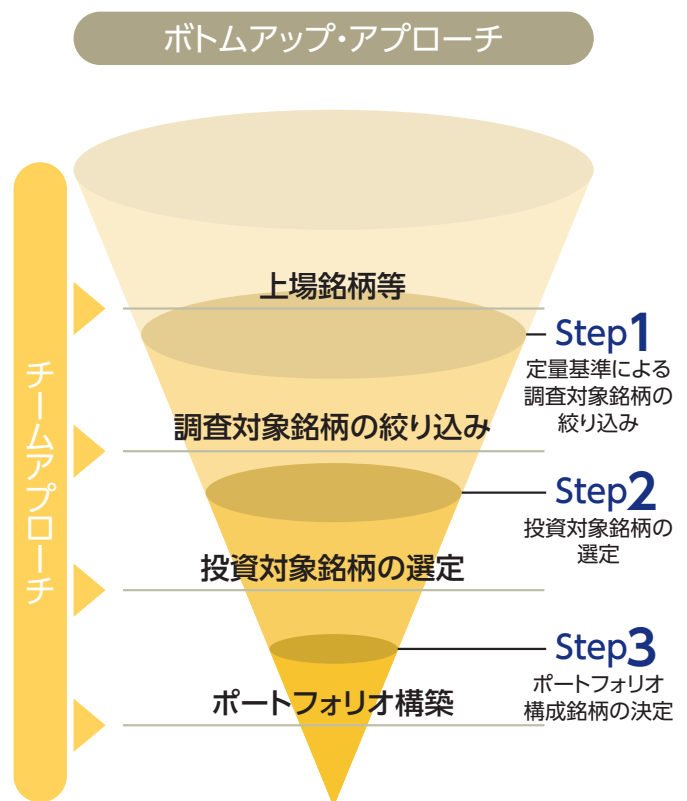 ボトムアップ・アプローチ
チームアプローチ
上場銘柄等
Step1
定量基準による
調査対象銘柄の
絞り込み
調査対象銘柄の絞り込み
Step2
投資対象銘柄の
選定
投資対象銘柄の選定
Step3
ポートフォリオ
構成銘柄の決定
ポートフォリオ構築